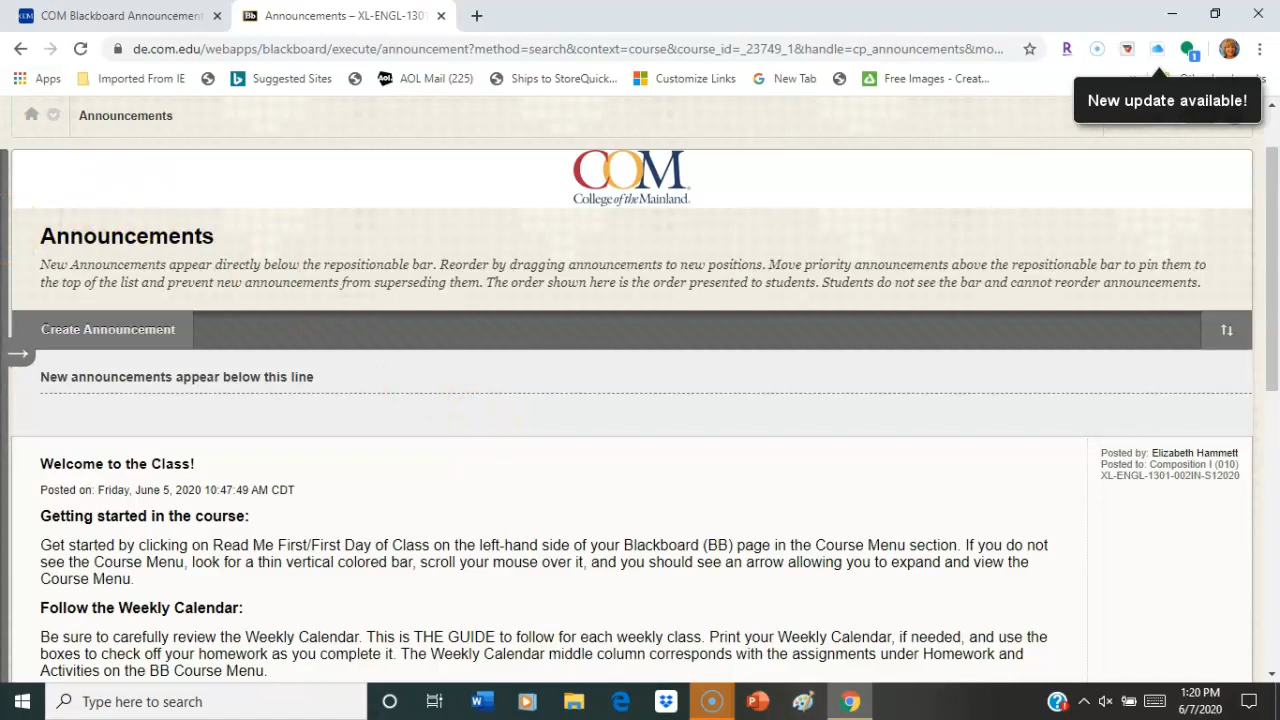 COM Blackboard Announcement
Announcements – XL-ENGL-1301
de.com.edu/webapps/blackboard/execute/announcement?method=search&context=course&course_id=_23749_1&handle=cp_announcements&mo...
Apps
Imported From IE
Suggested Sites
AOL Mail (225)
Ships to StoreQuick...
Customize Links
New Tab
Free Images - Creat...
New update available!
Announcements
COM
College of the Mainland.
Announcements
New Announcements appear directly below the repositionable bar. Reorder by dragging announcements to new positions. Move priority announcements above the repositionable bar to pin them to
the top of the list and prevent new announcements from superseding them. The order shown here is the order presented to students. Students do not see the bar and cannot reorder announcements.
Create Announcement
New announcements appear below this line
Welcome to the Class!
Posted on: Friday, June 5, 2020 10:47:49 AM CDT
Posted by: Elizabeth Hammett
Posted to: Composition I (010)
XL-ENGL-1301-002IN-S12020
Getting started in the course:
Get started by clicking on Read Me First/First Day of Class on the left-hand side of your Blackboard (BB) page in the Course Menu section. If you do not
see the Course Menu, look for a thin vertical colored bar, scroll your mouse over it, and you should see an arrow allowing you to expand and view the
Course Menu.
Follow the Weekly Calendar:
Be sure to carefully review the Weekly Calendar. This is THE GUIDE to follow for each weekly class. Print your Weekly Calendar, if needed, and use the
boxes to check off your homework as you complete it. The Weekly Calendar middle column corresponds with the assignments under Homework and
Activities on the BB Course Menu.
Type here to search
1:20 PM
6/7/2020